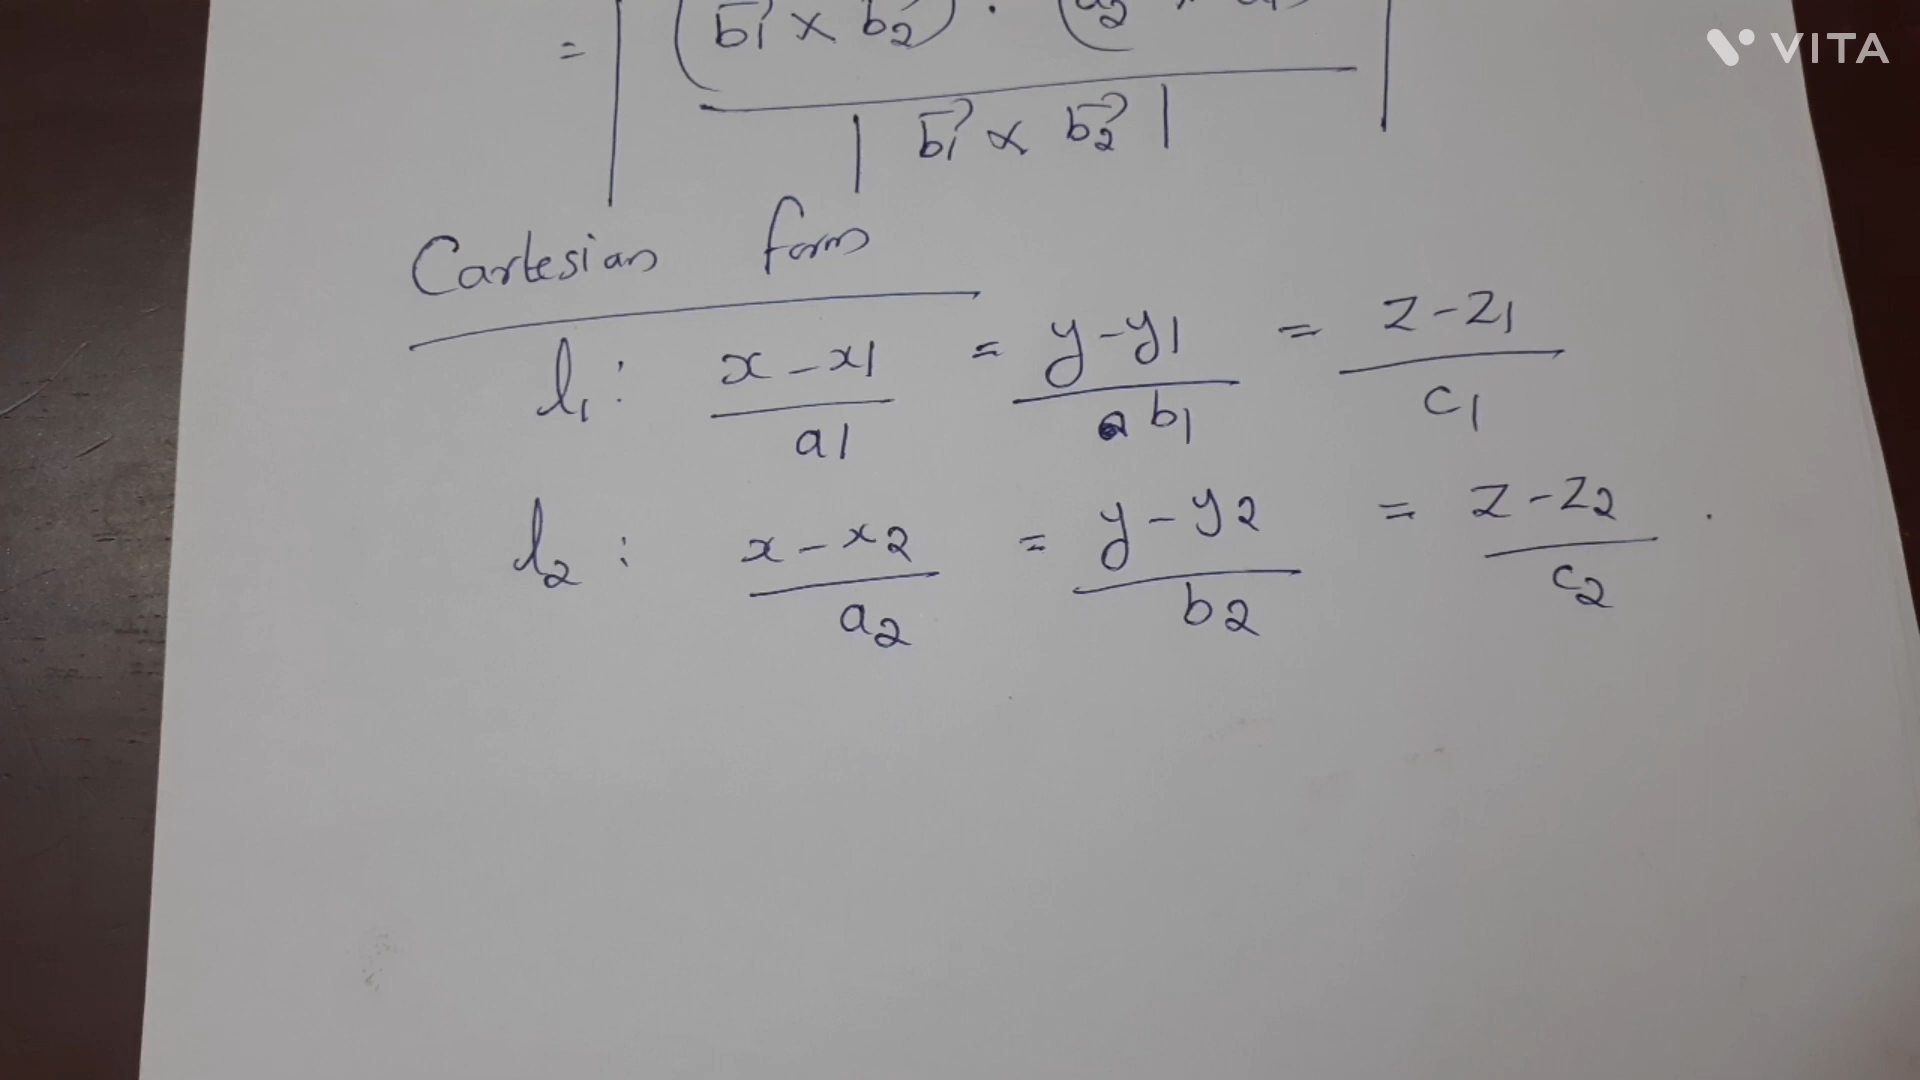 VITA
= | (b₁⃗ × b₂⃗) · (
| b₁⃗ × b₂⃗ | |
Cartesian form
l₁ : x - x₁ / a₁ = y - y₁ / b₁ = z - z₁ / c₁
l₂ : x - x₂ / a₂ = y - y₂ / b₂ = z - z₂ / c₂ .